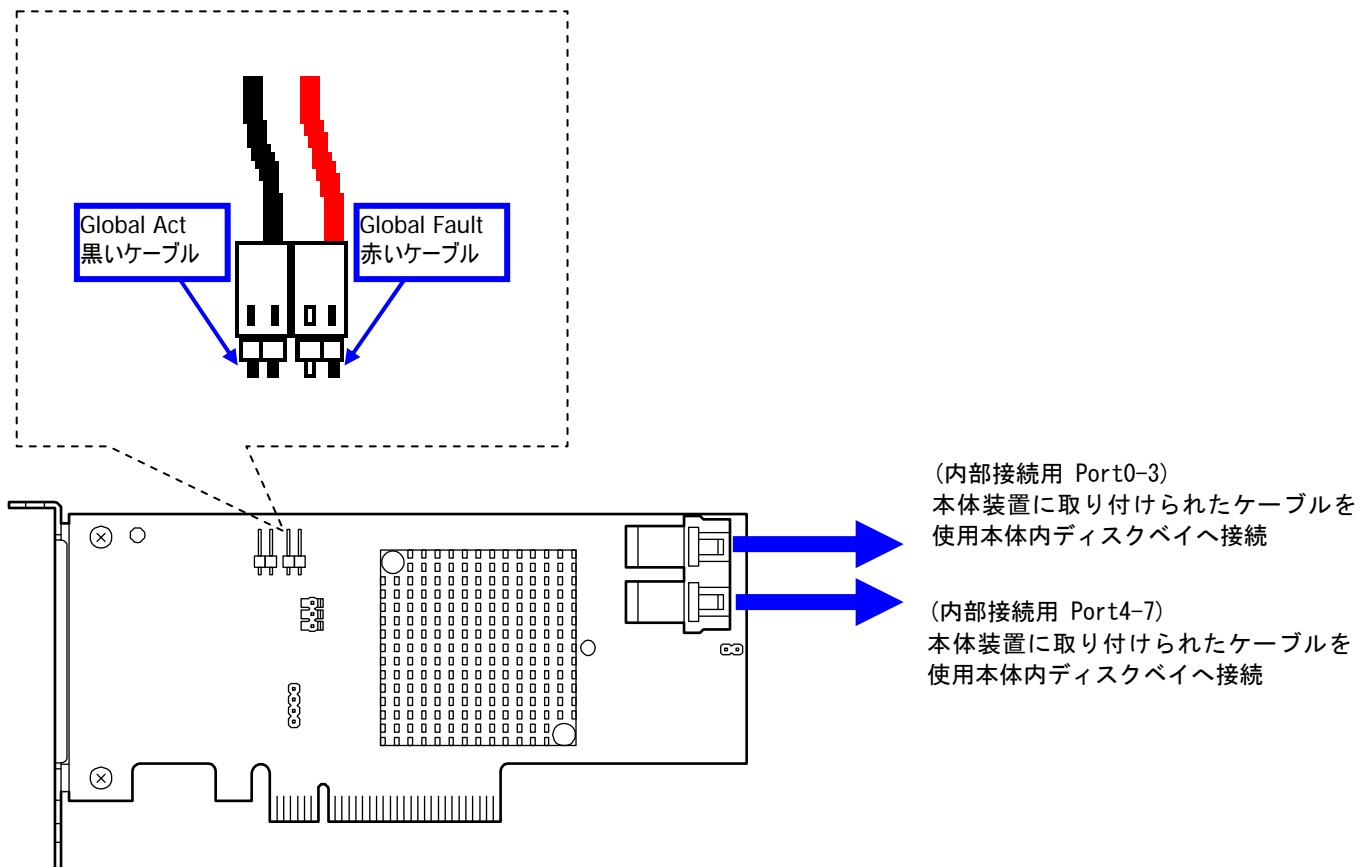 Global Act
黒いケーブル
Global Fault
赤いケーブル
(内部接続用 Port0-3)
本体装置に取り付けられたケーブルを
使用本体内ディスクベイへ接続
(内部接続用 Port4-7)
本体装置に取り付けられたケーブルを
使用本体内ディスクベイへ接続